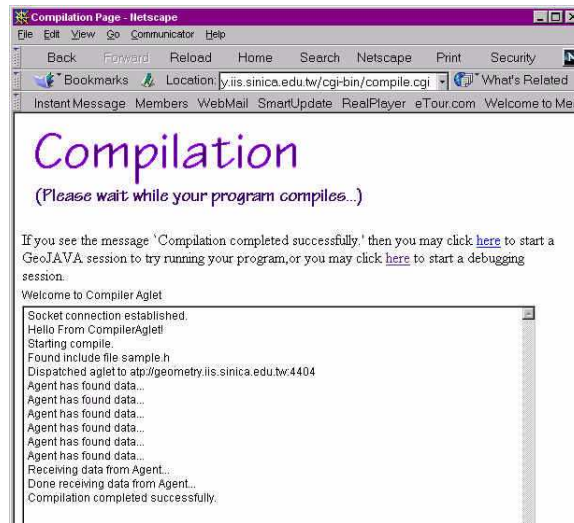 Compilation Page - Netscape
File Edit View Go Communicator Help
Back Forward Reload Home Search Netscape Print Security
Bookmarks Location: y.iis.sinica.edu.tw/cgi-bin/compile.cgi What's Related
Instant Message Members WebMail SmartUpdate RealPlayer eTour.com Welcome to Me
Compilation
(Please wait while your program compiles...)
If you see the message `Compilation completed successfully.' then you may click here to start a
GeoJAVA session to try running your program,or you may click here to start a debugging
session.
Welcome to Compiler Aglet
Socket connection established.
Hello From CompilerAglet!
Starting compile.
Found include file sample.h
Dispatched aglet to atp://geometry.iis.sinica.edu.tw:4404
Agent has found data...
Agent has found data...
Agent has found data...
Agent has found data...
Agent has found data...
Agent has found data...
Receiving data from Agent...
Done receiving data from Agent...
Compilation completed successfully.